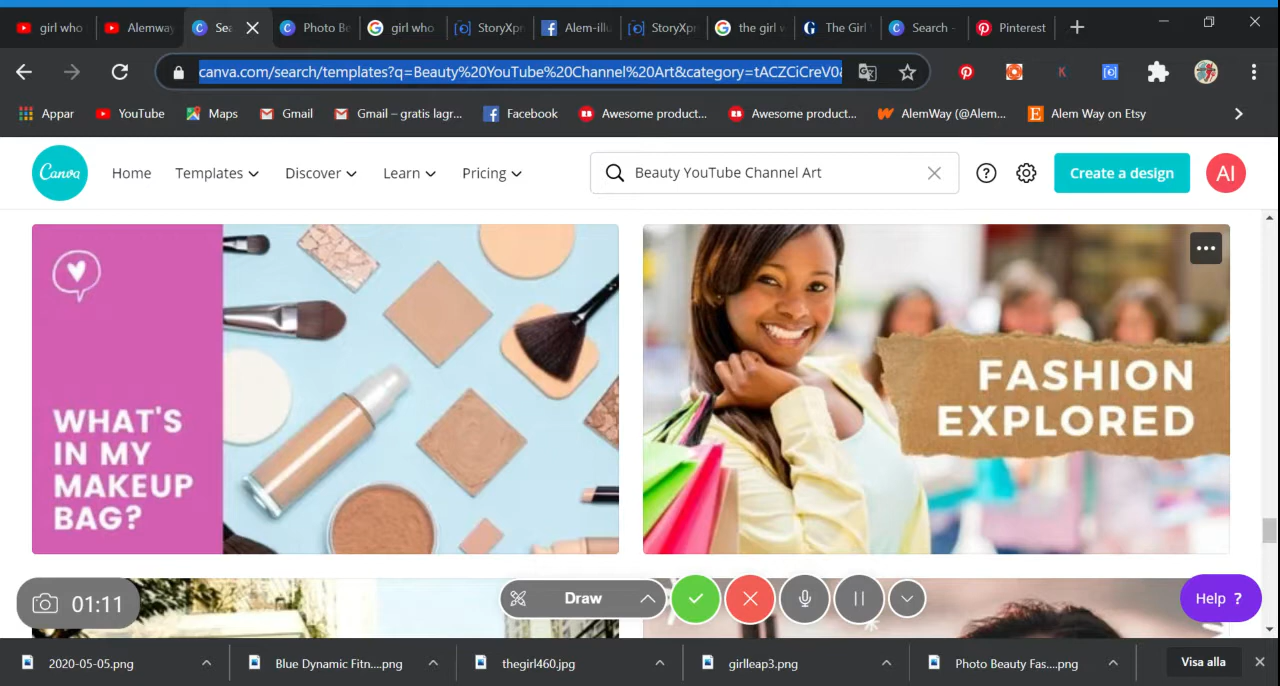 girl who
Alemway
Sea
Photo Be
girl who
StoryXpr
Alem-illu
StoryXpr
the girl w
The Girl
Search -
Pinterest
canva.com/search/templates?q=Beauty%20YouTube%20Channel%20Art&category=tACZCiCreV08
Appar
YouTube
Maps
Gmail
Gmail – gratis lagr...
Facebook
Awesome product...
Awesome product...
AlemWay (@Alem...
Alem Way on Etsy
Canva
Home
Templates
Discover
Learn
Pricing
Beauty YouTube Channel Art
Create a design
AI
WHAT'S
IN MY
MAKEUP
BAG?
FASHION
EXPLORED
01:11
Draw
Help ?
2020-05-05.png
Blue Dynamic Fitn....png
thegirl460.jpg
girlleap3.png
Photo Beauty Fas....png
Visa alla